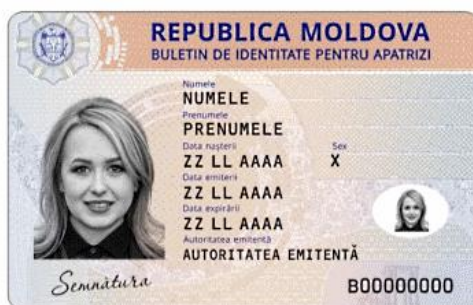 REPUBLICA MOLDOVA
BULETIN DE IDENTITATE PENTRU APATRIZI
Numele
NUMELE
Prenumele
PRENUMELE
Data nașterii Sex
ZZ LL AAAA X
Data emiterii
ZZ LL AAAA
Data expirării
ZZ LL AAAA
Autoritatea emitentă
AUTORITATEA EMITENTĂ
Semnătura
B00000000